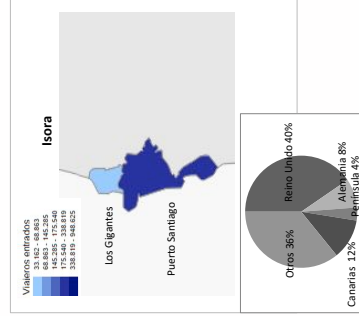 Viajeros entrados
33.162 - 68.863
68.863 - 145.285
145.285 - 175.540
175.540 - 338.819
338.819 - 948.625
Isora
Los Gigantes
Puerto Santiago
Reino Unido 40%
Alemania 8%
Península 4%
Canarias 12%
Otros 36%